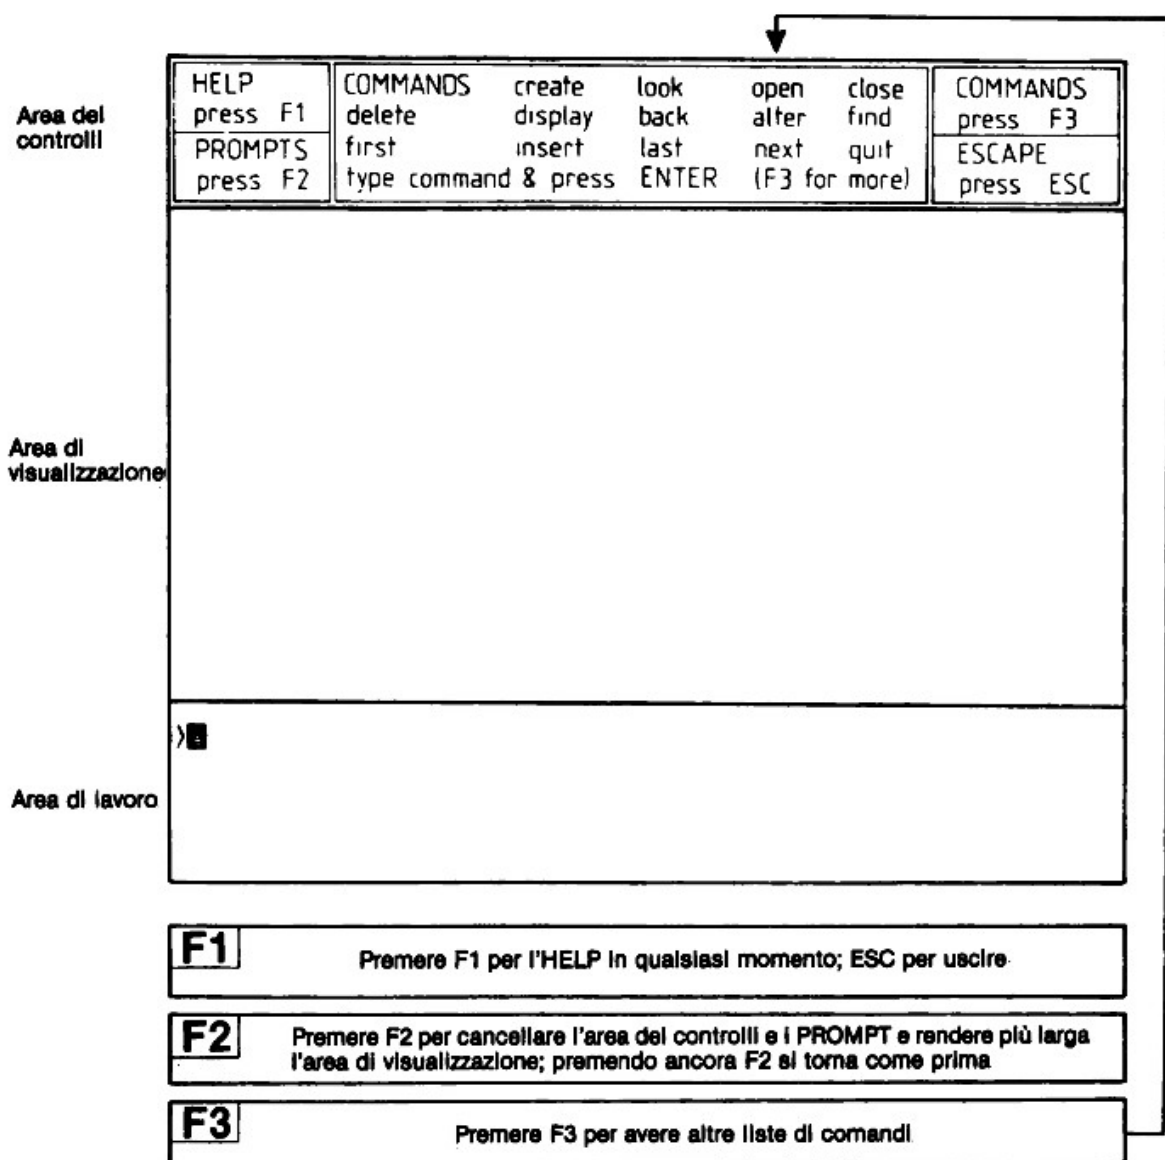 Area dei
controlli
HELP
press F1
PROMPTS
press F2
COMMANDS create look open close
delete display back alter find
first insert last next quit
type command & press ENTER (F3 for more)
COMMANDS
press F3
ESCAPE
press ESC
Area di
visualizzazione
>
Area di lavoro
F1
Premere F1 per l'HELP in qualsiasi momento; ESC per uscire
F2
Premere F2 per cancellare l'area dei controlli e i PROMPT e rendere più larga
l'area di visualizzazione; premendo ancora F2 si torna come prima
F3
Premere F3 per avere altre liste di comandi